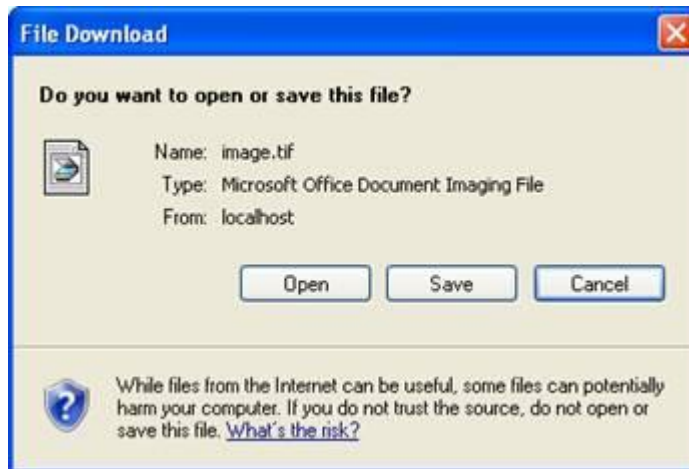 File Download
Do you want to open or save this file?
Name: image.tif
Type: Microsoft Office Document Imaging File
From: localhost
Open Save Cancel
While files from the Internet can be useful, some files can potentially
harm your computer. If you do not trust the source, do not open or
save this file. What's the risk?